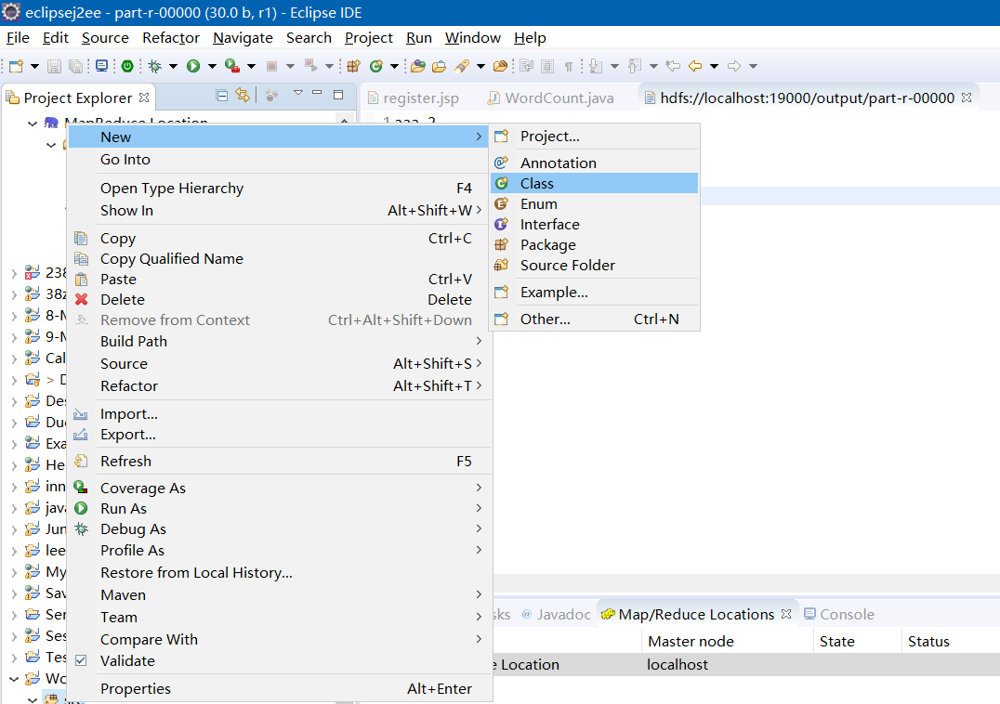 eclipsej2ee - part-r-00000 (30.0 b, r1) - Eclipse IDE
File Edit Source Refactor Navigate Search Project Run Window Help
Project Explorer
register.jsp
WordCount.java
hdfs://localhost:19000/output/part-r-00000
MapReduce Location
1 aaa 2
New
Go Into
Open Type Hierarchy F4
Show In Alt+Shift+W
Copy Ctrl+C
Copy Qualified Name
Paste Ctrl+V
Delete Delete
Remove from Context Ctrl+Alt+Shift+Down
Build Path
Source Alt+Shift+S
Refactor Alt+Shift+T
Import...
Export...
Refresh F5
Coverage As
Run As
Debug As
Profile As
Restore from Local History...
Maven
Team
Compare With
Validate
Properties Alt+Enter
Project...
Annotation
Class
Enum
Interface
Package
Source Folder
Example...
Other... Ctrl+N
238
38z
8-
9-
Cal
>
Des
Du
Exa
He
inn
java
Jun
lee
My
Sav
Ser
Ses
Tes
Wo
sks
Javadoc
Map/Reduce Locations
Console
Master node
State
Status
e Location
localhost